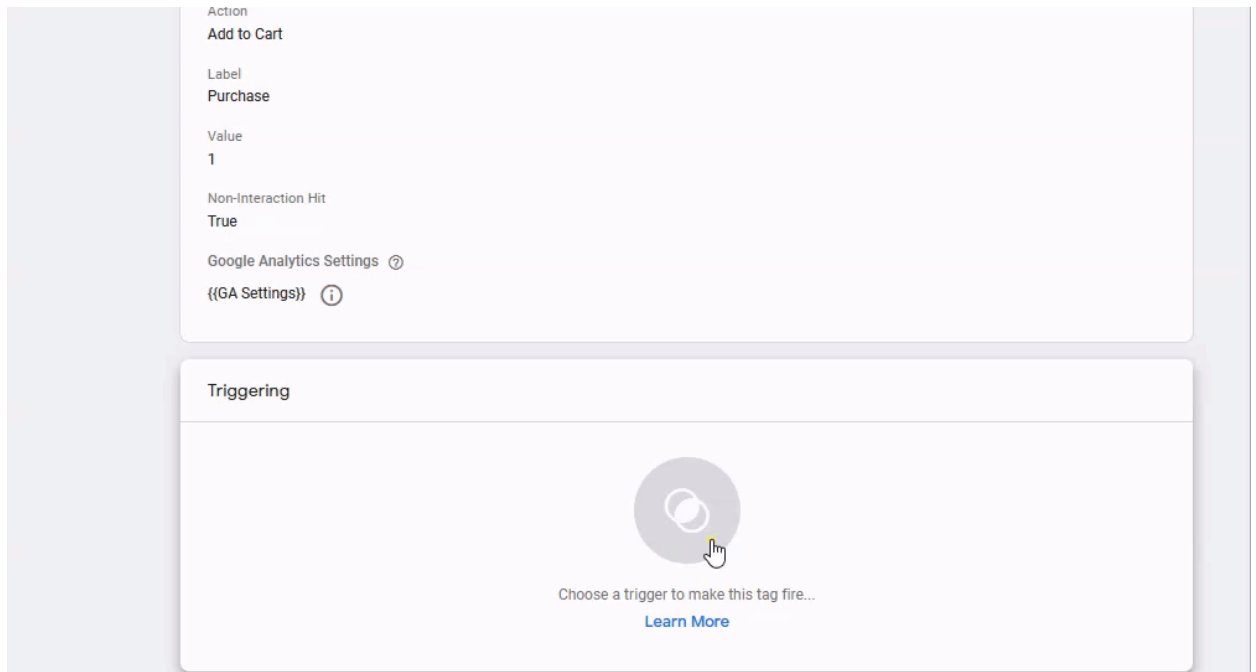 Action
Add to Cart
Label
Purchase
Value
1
Non-Interaction Hit
True
Google Analytics Settings
{{GA Settings}}
Triggering
Choose a trigger to make this tag fire...
Learn More